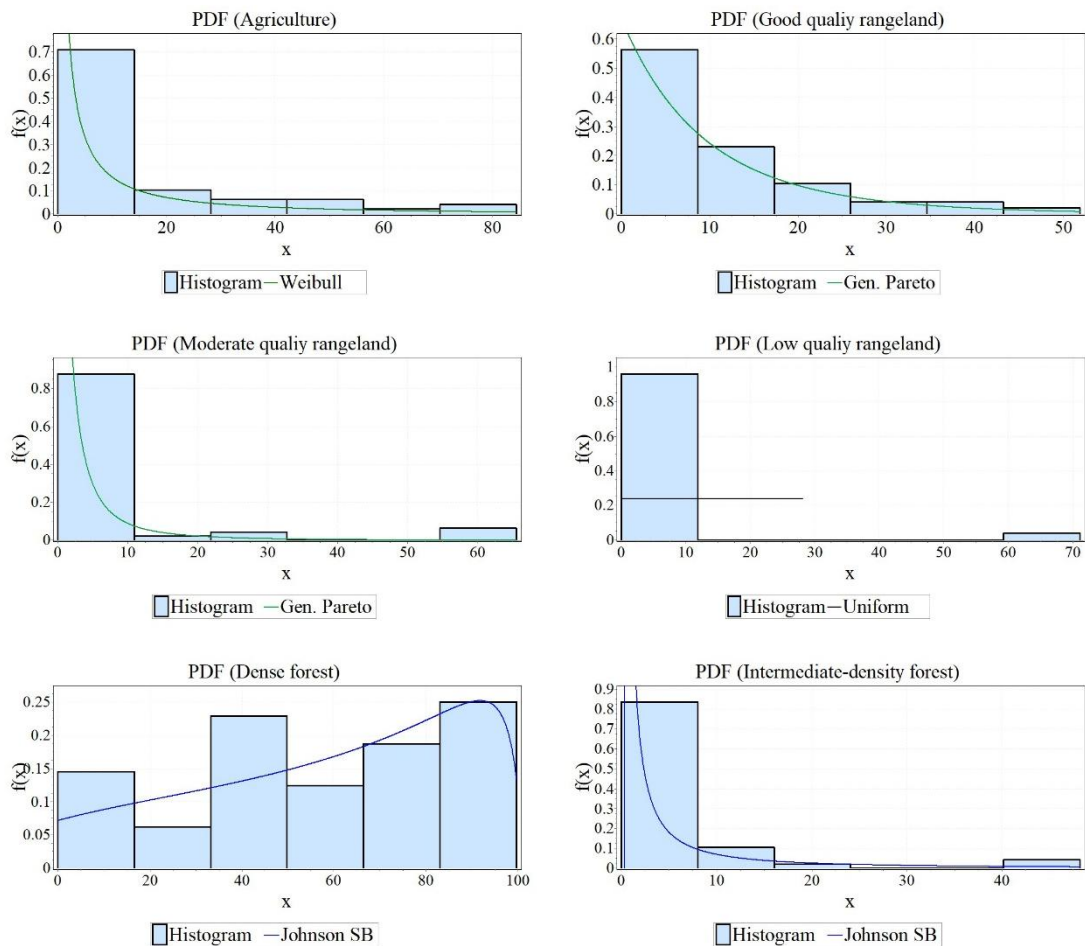 PDF (Agriculture)
f(x)
0.7
0.6
0.5
0.4
0.3
0.2
0.1
0
0 20 40 60 80
x
Histogram Weibull
PDF (Good qualiy rangeland)
f(x)
0.6
0.5
0.4
0.3
0.2
0.1
0
0 10 20 30 40 50
x
Histogram Gen. Pareto
PDF (Moderate qualiy rangeland)
f(x)
0.8
0.6
0.4
0.2
0
0 10 20 30 40 50 60
x
Histogram Gen. Pareto
PDF (Low qualiy rangeland)
f(x)
1
0.8
0.6
0.4
0.2
0
0 10 20 30 40 50 60 70
x
Histogram Uniform
PDF (Dense forest)
f(x)
0.25
0.2
0.15
0.1
0.05
0
0 20 40 60 80 100
x
Histogram Johnson SB
PDF (Intermediate-density forest)
f(x)
0.9
0.8
0.7
0.6
0.5
0.4
0.3
0.2
0.1
0
0 10 20 30 40
x
Histogram Johnson SB